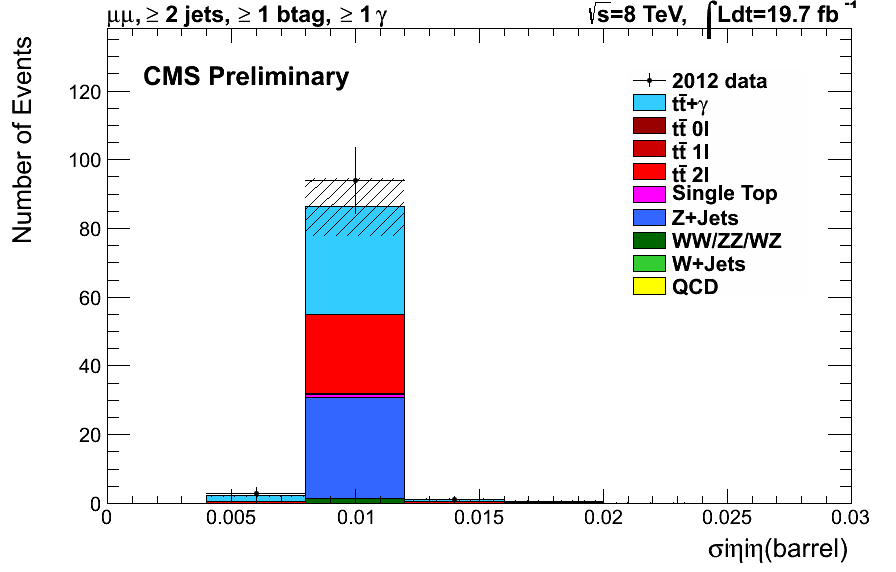 μμ, ≥ 2 jets, ≥ 1 btag, ≥ 1 γ
√s=8 TeV, ∫Ldt=19.7 fb⁻¹
Number of Events
CMS Preliminary
2012 data
tt̄+γ
tt̄ 0l
tt̄ 1l
tt̄ 2l
Single Top
Z+Jets
WW/ZZ/WZ
W+Jets
QCD
120
100
80
60
40
20
0
0 0.005 0.01 0.015 0.02 0.025 0.03
σiηiη(barrel)